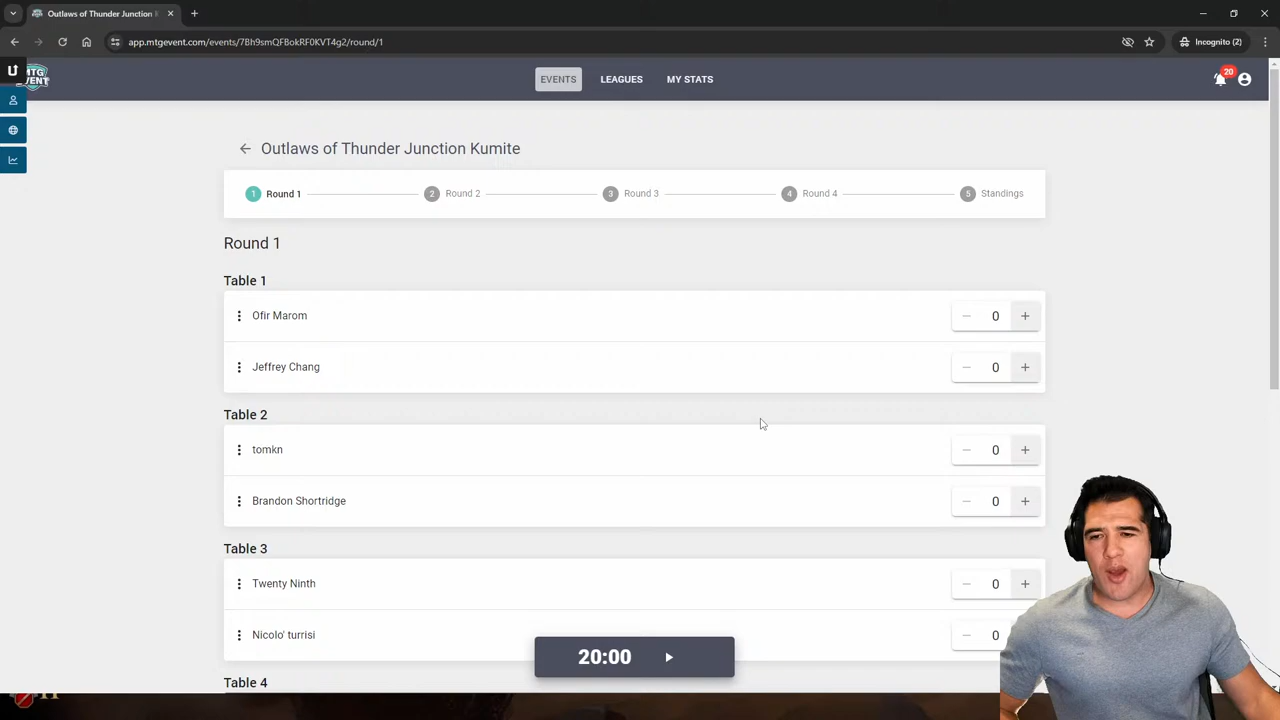 Outlaws of Thunder Junction
app.mtgevent.com/events/7Bh9smQFBokRF0KVT4g2/round/1
Incognito (2)
MTG
EVENT
EVENTS
LEAGUES
MY STATS
20
Outlaws of Thunder Junction Kumite
1 Round 1
2 Round 2
3 Round 3
4 Round 4
5 Standings
Round 1
Table 1
Ofir Marom
− 0 +
Jeffrey Chang
− 0 +
Table 2
tomkn
− 0 +
Brandon Shortridge
− 0 +
Table 3
Twenty Ninth
− 0 +
Nicolo' turrisi
− 0
20:00
Table 4